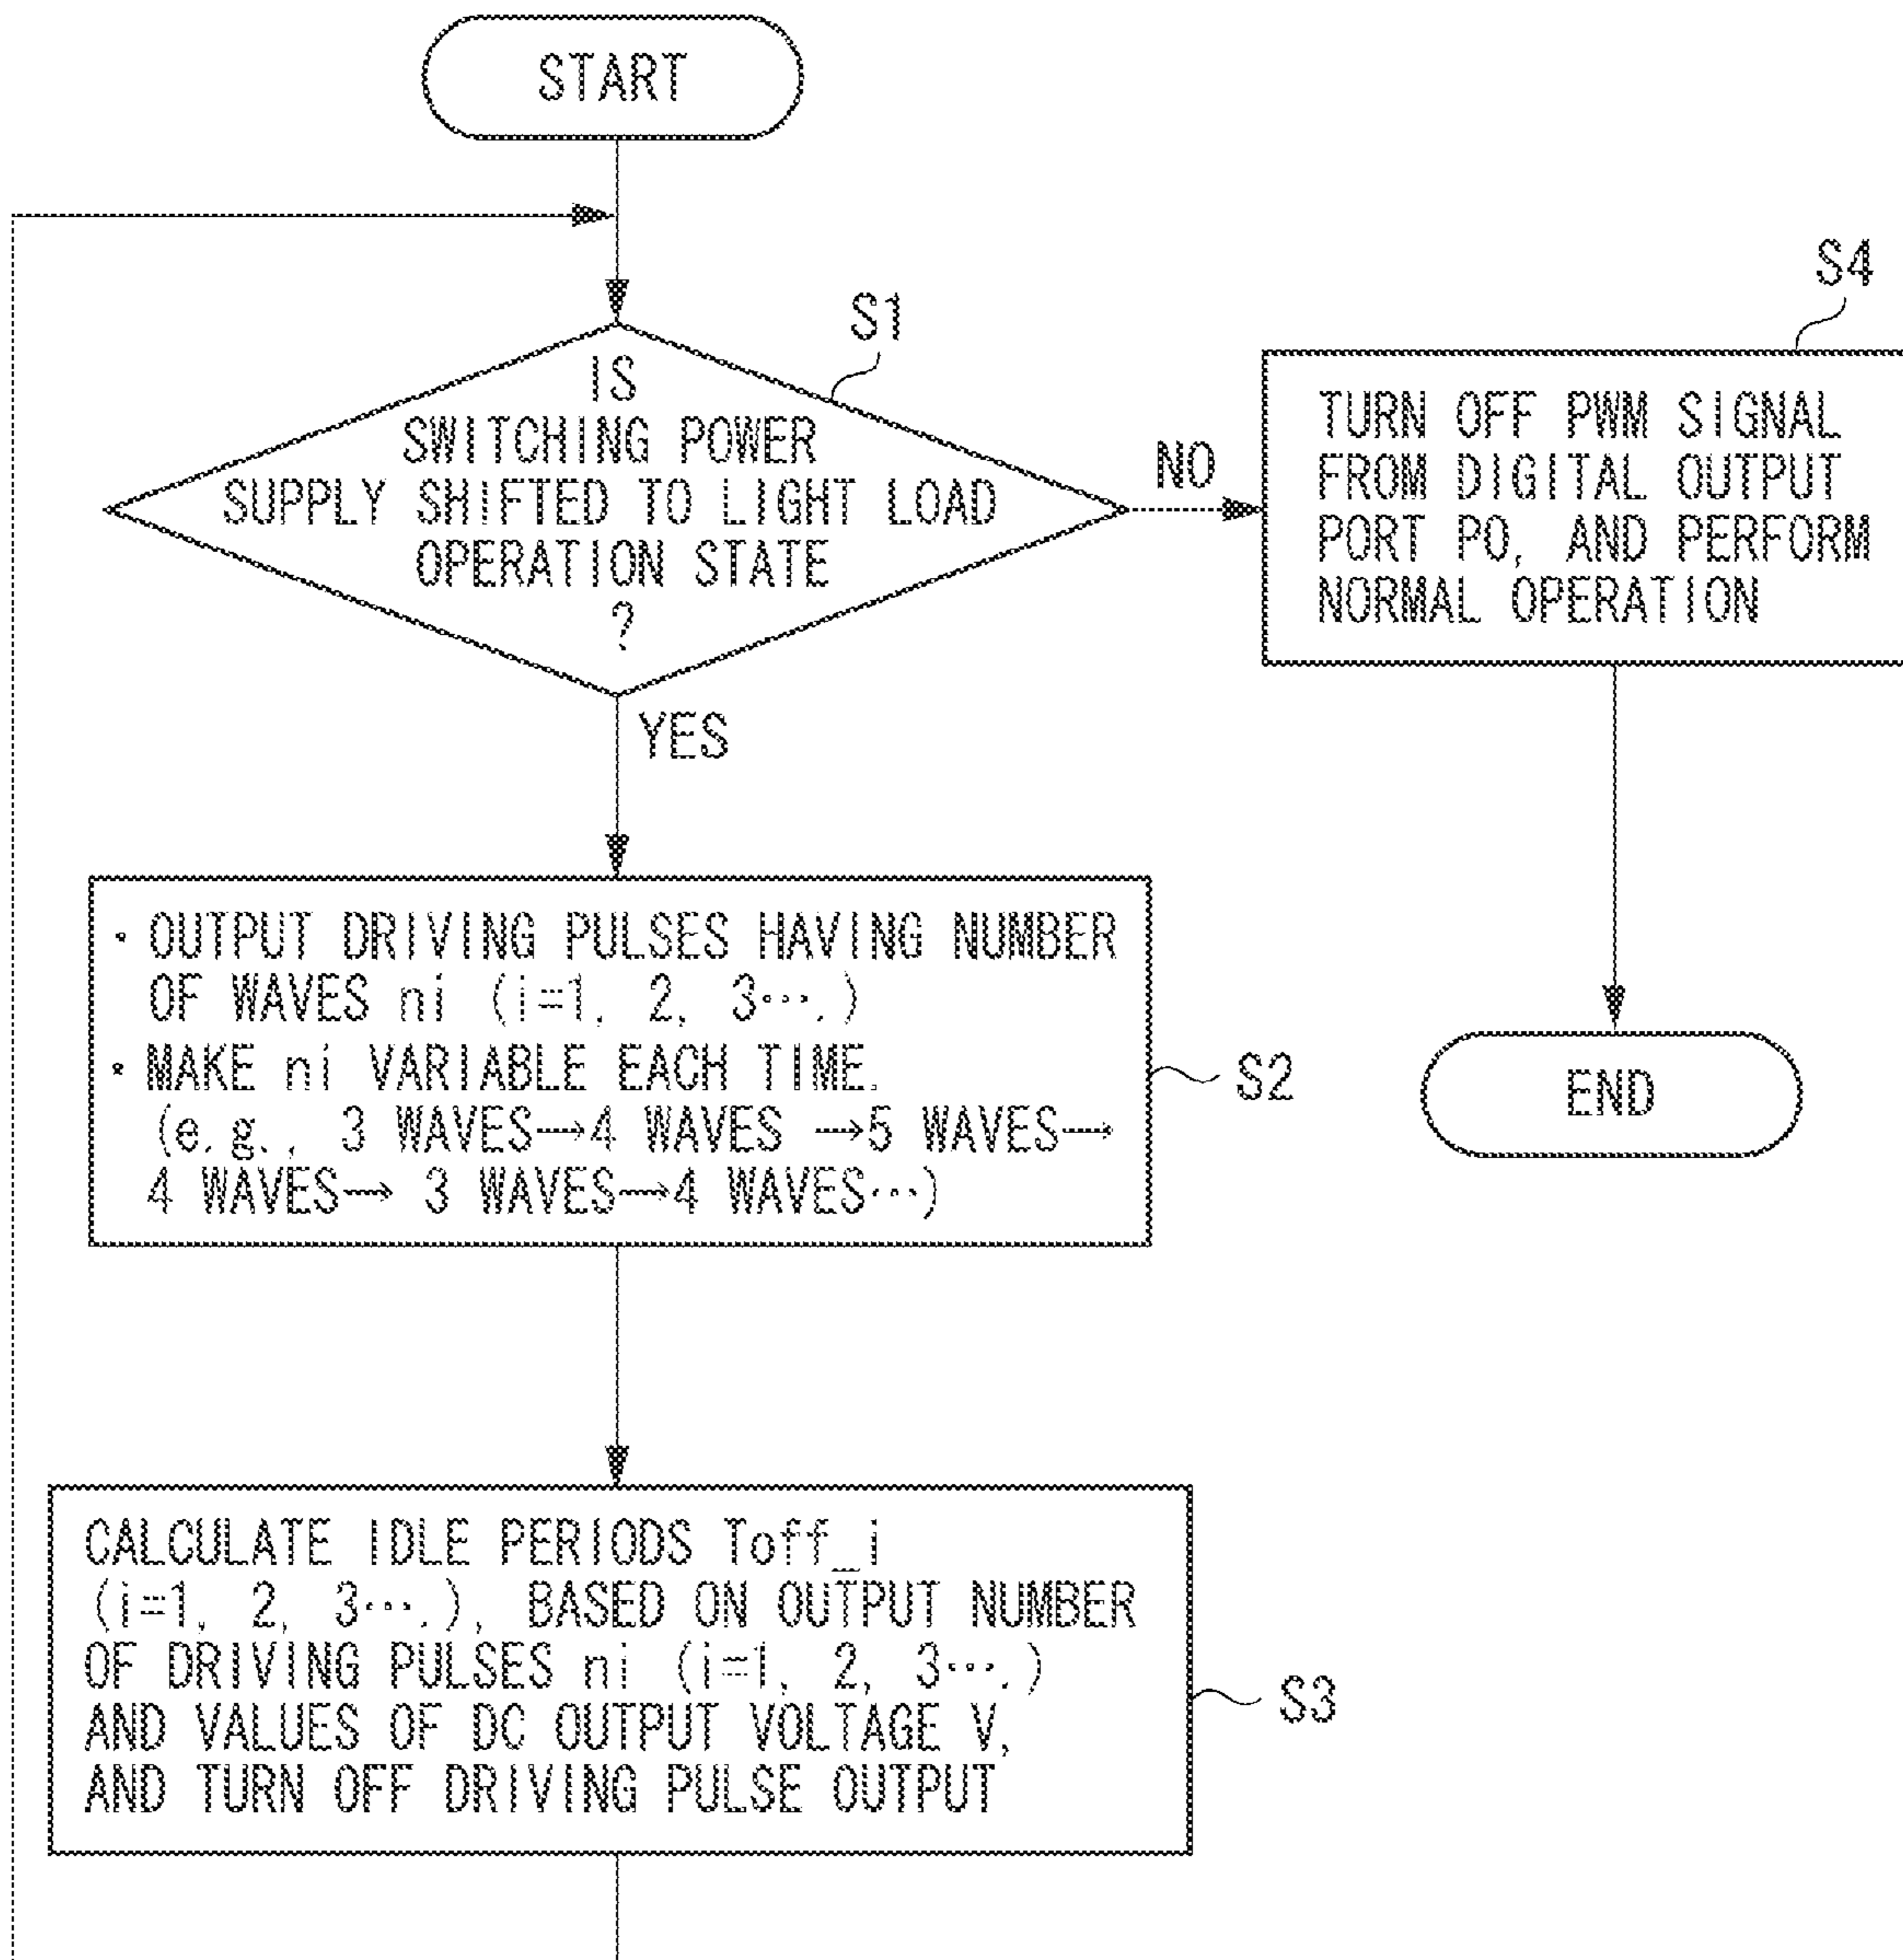 START
S1
IS
SWITCHING POWER
SUPPLY SHIFTED TO LIGHT LOAD
OPERATION STATE
?
NO
YES
S4
TURN OFF PWM SIGNAL
FROM DIGITAL OUTPUT
PORT PO, AND PERFORM
NORMAL OPERATION
END
· OUTPUT DRIVING PULSES HAVING NUMBER
OF WAVES ni (i=1, 2, 3···.)
· MAKE ni VARIABLE EACH TIME.
(e.g., 3 WAVES→4 WAVES →5 WAVES→
4 WAVES→ 3 WAVES→4 WAVES···)
S2
CALCULATE IDLE PERIODS Toff_i
(i=1, 2, 3···.), BASED ON OUTPUT NUMBER
OF DRIVING PULSES ni (i=1, 2, 3···.)
AND VALUES OF DC OUTPUT VOLTAGE V,
AND TURN OFF DRIVING PULSE OUTPUT
S3